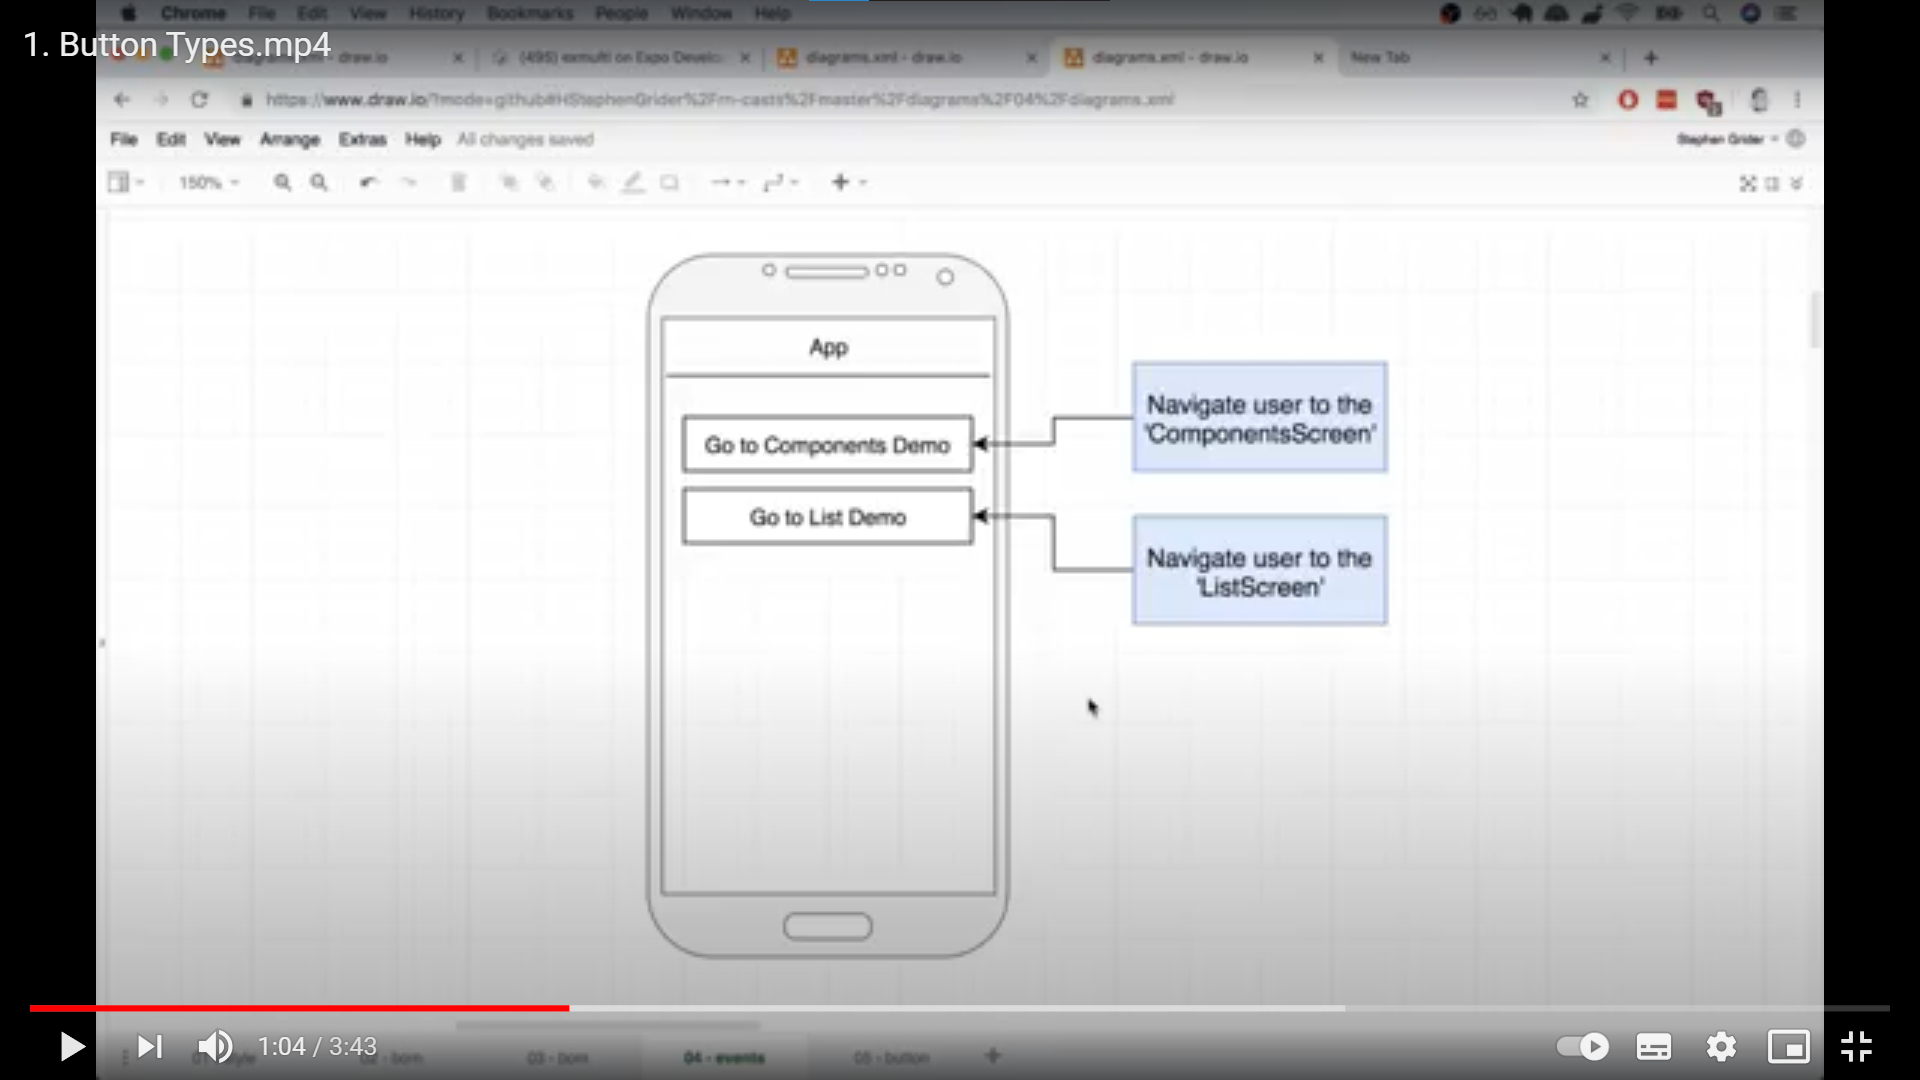 Chrome File Edit View History Bookmarks People Window Help
1. Button Types.mp4
diagrams.xml - draw.io
(495) exmulti on Expo Develo
diagrams.xml - draw.io
diagrams.xml - draw.io
New Tab
https://www.draw.io/?mode=github#HStephenGrider%2Frn-casts%2Fmaster%2Fdiagrams%2F04%2Fdiagrams.xml
File Edit View Arrange Extras Help All changes saved
Stephen Grider
150%
App
Go to Components Demo
Go to List Demo
Navigate user to the
'ComponentsScreen'
Navigate user to the
'ListScreen'
1:04 / 3:43
03 - bom
04 - events
05 - button